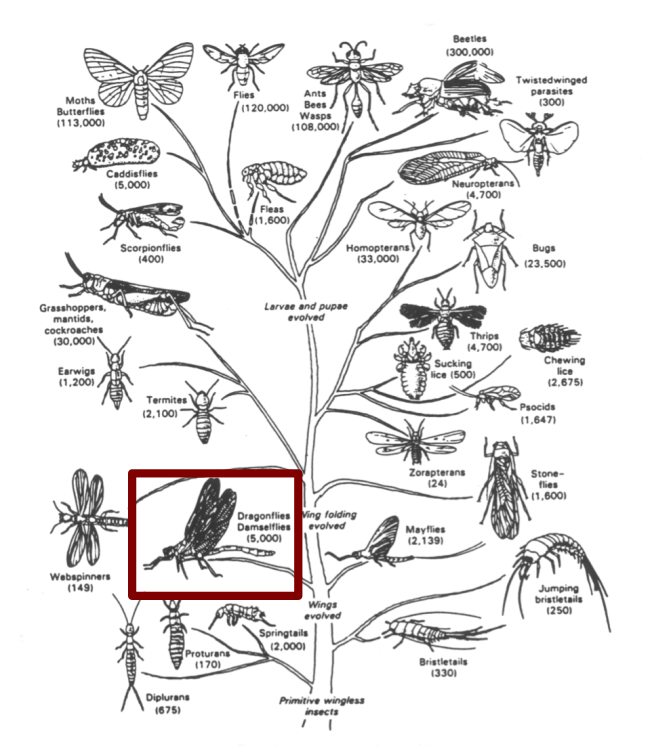 Beetles
(300,000)
Moths
Butterflies
(113,000)
Flies
(120,000)
Ants
Bees
Wasps
(108,000)
Twistedwinged
parasites
(300)
Caddisflies
(5,000)
Fleas
(1,600)
Neuropterans
(4,700)
Scorpionflies
(400)
Homopterans
(33,000)
Bugs
(23,500)
Larvae and pupae
evolved
Grasshoppers,
mantids,
cockroaches
(30,000)
Thrips
(4,700)
Earwigs
(1,200)
Sucking
lice (500)
Chewing
lice
(2,675)
Termites
(2,100)
Psocids
(1,647)
Zorapterans
(24)
Stone-
flies
(1,600)
Dragonflies
Damselflies
(5,000)
Wing folding
evolved
Mayflies
(2,139)
Webspinners
(149)
Jumping
bristletails
(250)
Wings
evolved
Springtails
(2,000)
Proturans
(170)
Bristletails
(330)
Diplurans
(675)
Primitive wingless
insects